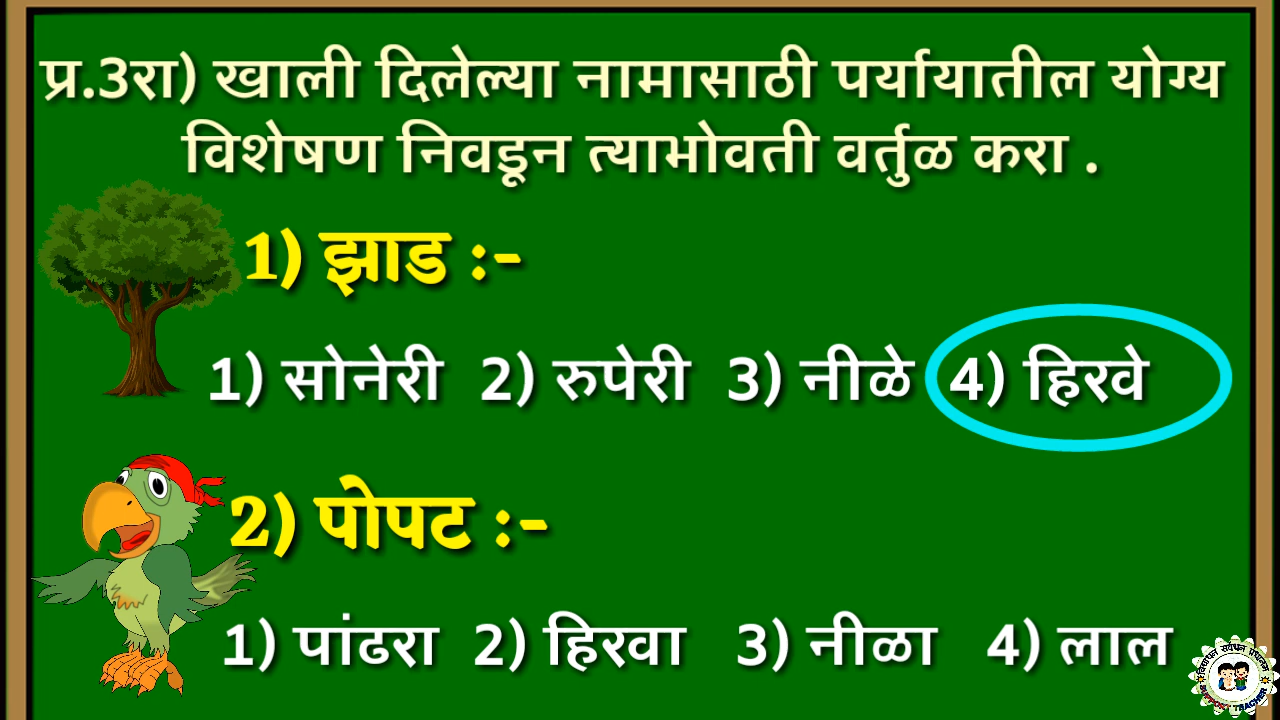 प्र.3रा) खाली दिलेल्या नामासाठी पर्यायातील योग्य
विशेषण निवडून त्याभोवती वर्तुळ करा .
1) झाड :-
1) सोनेरी 2) रुपेरी 3) नीळे 4) हिरवे
2) पोपट :-
1) पांढरा 2) हिरवा 3) नीळा 4) लाल